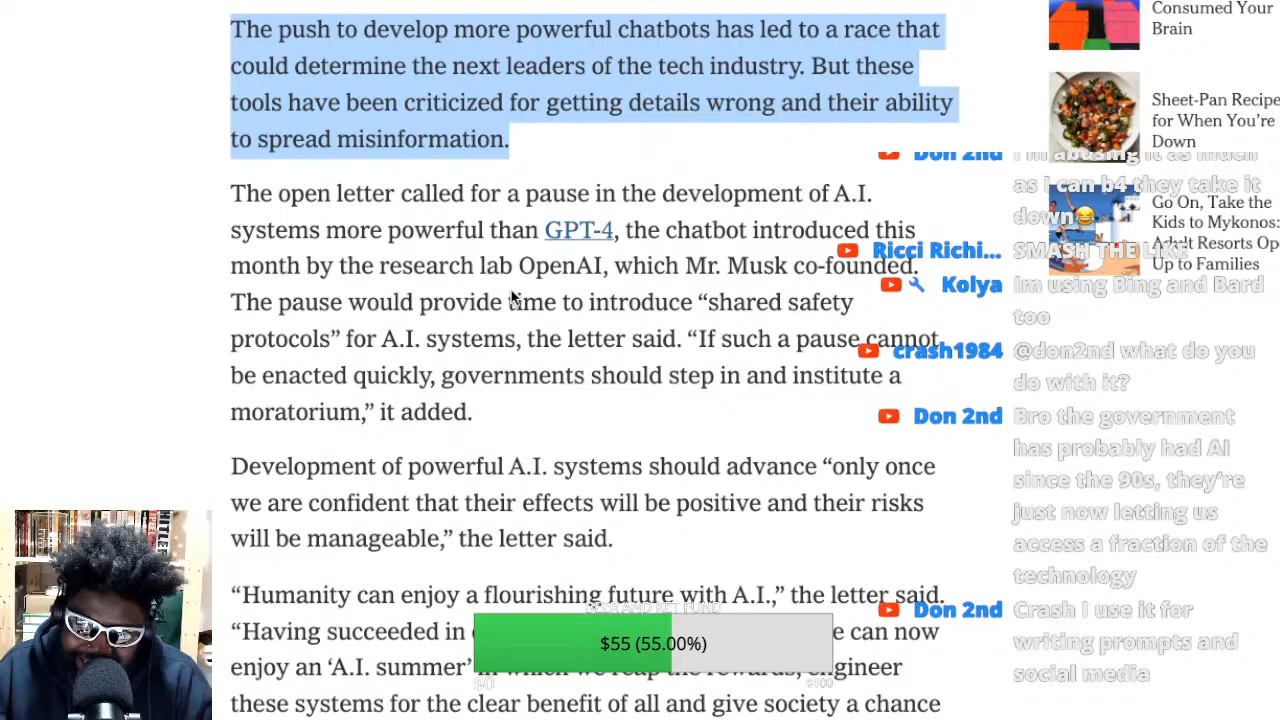 The push to develop more powerful chatbots has led to a race that
could determine the next leaders of the tech industry. But these
tools have been criticized for getting details wrong and their ability
to spread misinformation.
The open letter called for a pause in the development of A.I.
systems more powerful than GPT-4, the chatbot introduced this
month by the research lab OpenAI, which Mr. Musk co-founded.
The pause would provide time to introduce “shared safety
protocols” for A.I. systems, the letter said. “If such a pause cannot
be enacted quickly, governments should step in and institute a
moratorium,” it added.
Development of powerful A.I. systems should advance “only once
we are confident that their effects will be positive and their risks
will be manageable,” the letter said.
“Humanity can enjoy a flourishing future with A.I.,” the letter said.
“Having succeeded in e can now
enjoy an ‘A.I. summer’ in which we reap the rewards, engineer
these systems for the clear benefit of all and give society a chance
Consumed Your
Brain
Sheet-Pan Recipe
for When You’re
Down
Go On, Take the
Kids to Mykonos:
Adult Resorts Op
Up to Families
Don 2nd I'm abusing it as much
as I can b4 they take it
down😂
Ricci Richi... SMASH THE LIKE
Kolya Im using Bing and Bard
too
crash1984 @don2nd what do you
do with it?
Don 2nd Bro the government
has probably had AI
since the 90s, they’re
just now letting us
access a fraction of the
technology
Don 2nd Crash I use it for
writing prompts and
social media
$55 (55.00%)
$0 $100